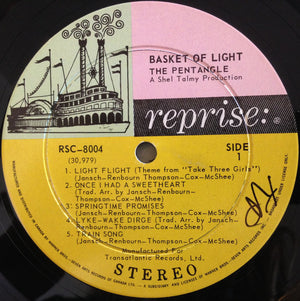 BASKET OF LIGHT
THE PENTANGLE
A Shel Talmy Production
reprise:
RSC-8004
SIDE
(30,979)
1
1. LIGHT FLIGHT (Theme from "Take Three Girls")
(Jansch-Renbourn-Thompson-Cox-McShee)
2. ONCE I HAD A SWEETHEART
(Trad. Arr. by Jansch-Renbourn-
Thompson-Cox-McShee)
3. SPRINGTIME PROMISES
(Jansch-Renbourn-Thompson-Cox-McShee)
4. LYKE-WAKE DIRGE (Trad. Arr. by Jansch-
Renbourn-Thompson-Cox-McShee)
5. TRAIN SONG
(Jansch-Renbourn-Thompson-Cox-McShee)
Manufactured from
Transatlantic Records Ltd.
STEREO